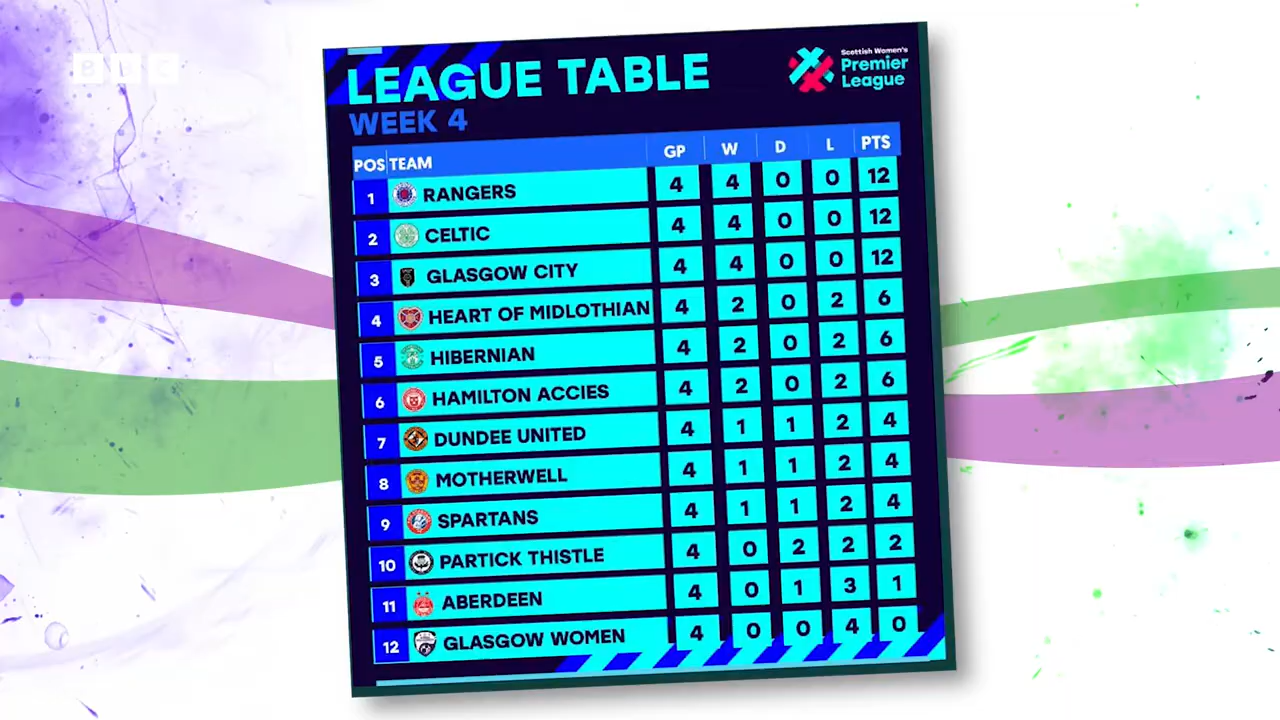 BBC
LEAGUE TABLE
WEEK 4
Scottish Women's
Premier
League
POS TEAM GP W D L PTS
1 RANGERS 4 4 0 0 12
2 CELTIC 4 4 0 0 12
3 GLASGOW CITY 4 4 0 0 12
4 HEART OF MIDLOTHIAN 4 2 0 2 6
5 HIBERNIAN 4 2 0 2 6
6 HAMILTON ACCIES 4 2 0 2 6
7 DUNDEE UNITED 4 1 1 2 4
8 MOTHERWELL 4 1 1 2 4
9 SPARTANS 4 1 1 2 4
10 PARTICK THISTLE 4 0 2 2 2
11 ABERDEEN 4 0 1 3 1
12 GLASGOW WOMEN 4 0 0 4 0